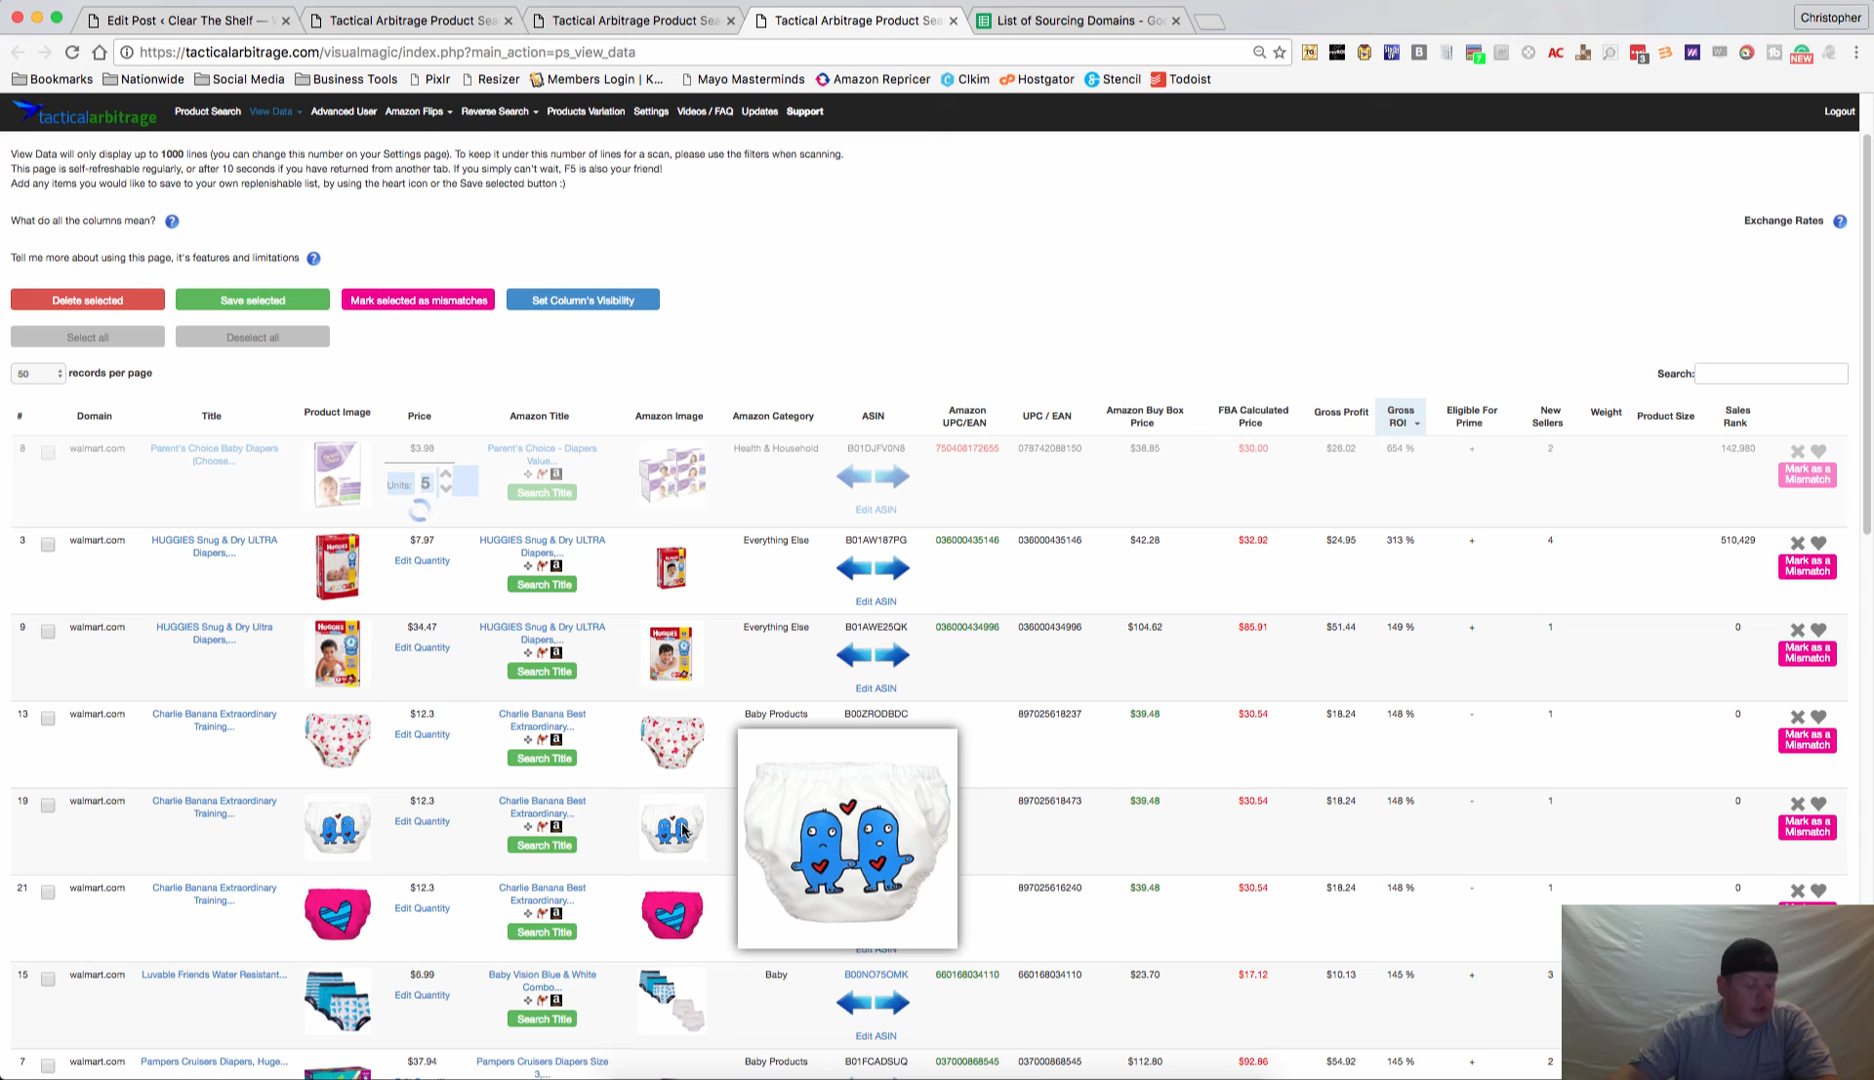 Edit Post ‹ Clear The Shelf —
Tactical Arbitrage Product Sea
Tactical Arbitrage Product Sea
Tactical Arbitrage Product Sea
List of Sourcing Domains - Goo
Christopher
https://tacticalarbitrage.com/visualmagic/index.php?main_action=ps_view_data
Bookmarks Nationwide Social Media Business Tools Pixlr Resizer Members Login | K... Mayo Masterminds Amazon Repricer Clkim Hostgator Stencil Todoist
tacticalarbitrage Product Search View Data Advanced User Amazon Flips Reverse Search Products Variation Settings Videos / FAQ Updates Support Logout
View Data will only display up to 1000 lines (you can change this number on your Settings page). To keep it under this number of lines for a scan, please use the filters when scanning.
This page is self-refreshable regularly, or after 10 seconds if you have returned from another tab. If you simply can't wait, F5 is also your friend!
Add any items you would like to save to your own replenishable list, by using the heart icon or the Save selected button :)
What do all the columns mean? ?
Exchange Rates ?
Tell me more about using this page, it's features and limitations ?
Delete selected Save selected Mark selected as mismatches Set Column's Visibility
Select all Deselect all
50 records per page Search:
# Domain Title Product Image Price Amazon Title Amazon Image Amazon Category ASIN Amazon UPC/EAN UPC / EAN Amazon Buy Box Price FBA Calculated Price Gross Profit Gross ROI Eligible For Prime New Sellers Weight Product Size Sales Rank
8 walmart.com Parent's Choice Baby Diapers (Choose... $3.98 Parent's Choice - Diapers Value... Health & Household B01DJFV0N8 750408172655 078742088150 $38.85 $30.00 $26.02 654 % + 2 142,980
Units: 5 Search Title Edit ASIN Mark as a Mismatch
3 walmart.com HUGGIES Snug & Dry ULTRA Diapers,... $7.97 HUGGIES Snug & Dry ULTRA Diapers,... Everything Else B01AW187PG 036000435146 036000435146 $42.28 $32.92 $24.95 313 % + 4 510,429
Edit Quantity Search Title Edit ASIN Mark as a Mismatch
9 walmart.com HUGGIES Snug & Dry Ultra Diapers,... $34.47 HUGGIES Snug & Dry ULTRA Diapers,... Everything Else B01AWE25QK 036000434996 036000434996 $104.62 $85.91 $51.44 149 % + 1 0
Edit Quantity Search Title Edit ASIN Mark as a Mismatch
13 walmart.com Charlie Banana Extraordinary Training... $12.3 Charlie Banana Best Extraordinary... Baby Products B00ZRODBDC 897025618237 $39.48 $30.54 $18.24 148 % - 1 0
Edit Quantity Search Title Mark as a Mismatch
19 walmart.com Charlie Banana Extraordinary Training... $12.3 Charlie Banana Best Extraordinary... 897025618473 $39.48 $30.54 $18.24 148 % - 1 0
Edit Quantity Search Title Mark as a Mismatch
21 walmart.com Charlie Banana Extraordinary Training... $12.3 Charlie Banana Best Extraordinary... 897025616240 $39.48 $30.54 $18.24 148 % - 1 0
Edit Quantity Search Title Edit ASIN
15 walmart.com Luvable Friends Water Resistant... $6.99 Baby Vision Blue & White Combo... Baby B00NO75OMK 660168034110 660168034110 $23.70 $17.12 $10.13 145 % + 3
Edit Quantity Search Title Edit ASIN
7 walmart.com Pampers Cruisers Diapers, Huge... $37.94 Pampers Cruisers Diapers Size 3,... Baby Products B01FCADSUQ 037000868545 037000868545 $112.80 $92.86 $54.92 145 % + 2